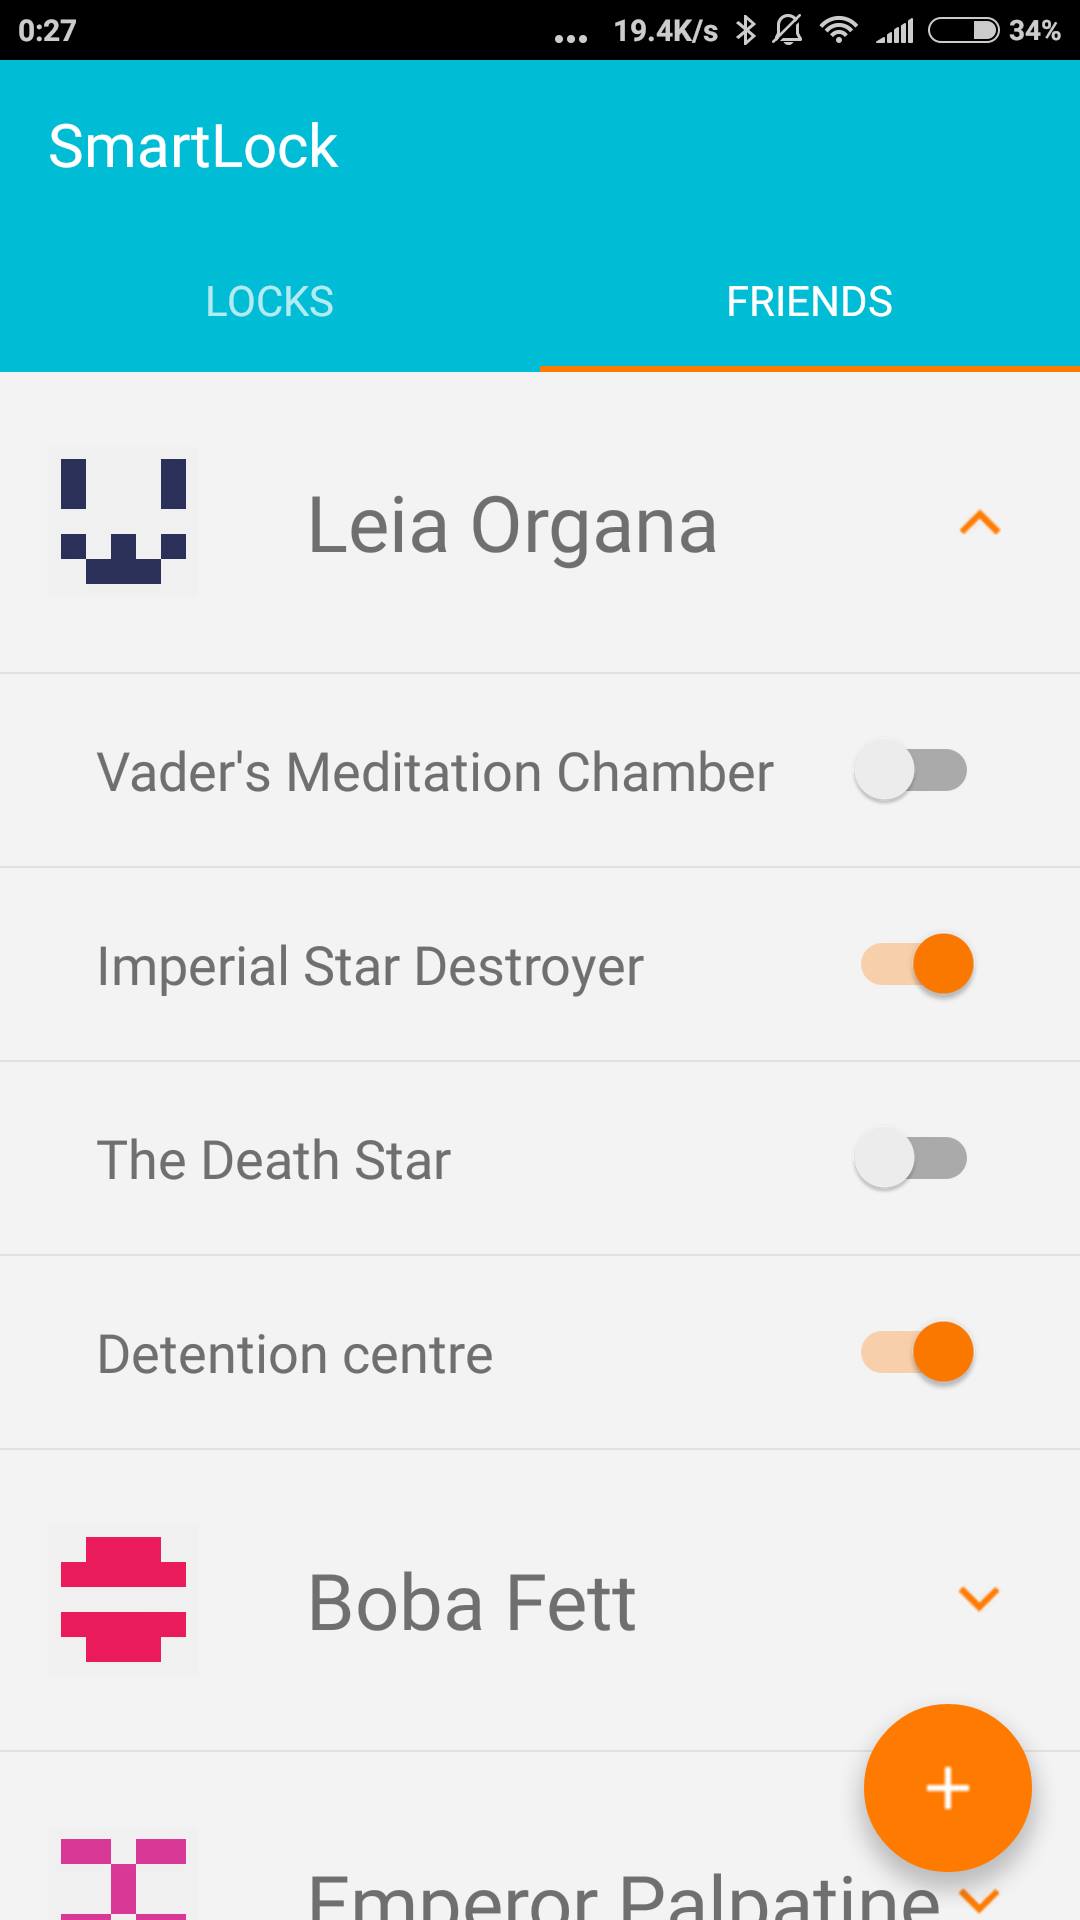 0:27
... 19.4K/s 34%
SmartLock
LOCKS FRIENDS
Leia Organa
Vader's Meditation Chamber
Imperial Star Destroyer
The Death Star
Detention centre
Boba Fett
Emperor Palpatine